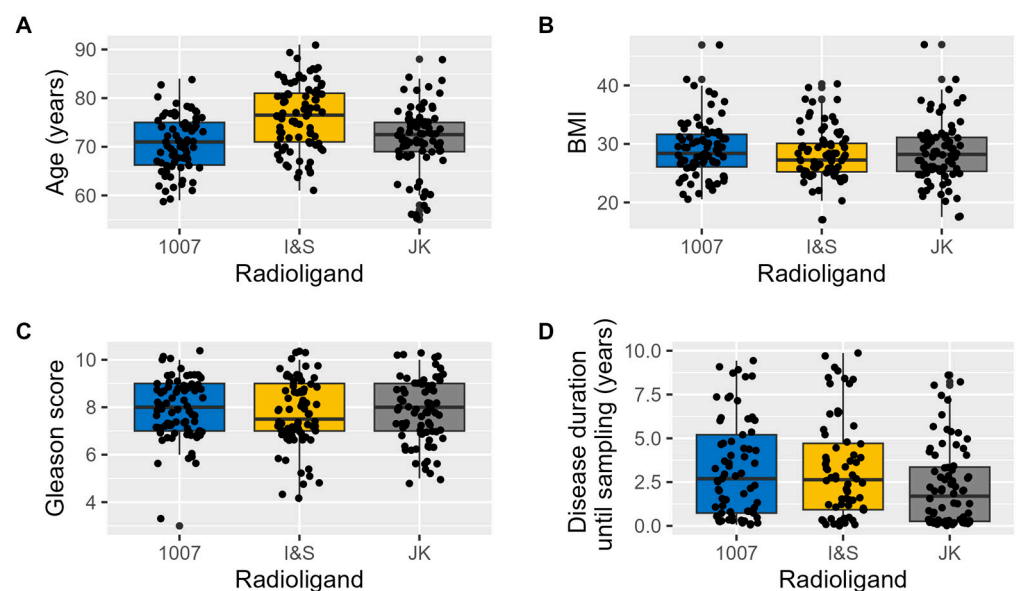 A
Age (years)
90
80
70
60
1007 I&S JK
Radioligand
B
BMI
40
30
20
1007 I&S JK
Radioligand
C
Gleason score
10
8
6
4
1007 I&S JK
Radioligand
D
Disease duration
until sampling (years)
10.0
7.5
5.0
2.5
0.0
1007 I&S JK
Radioligand